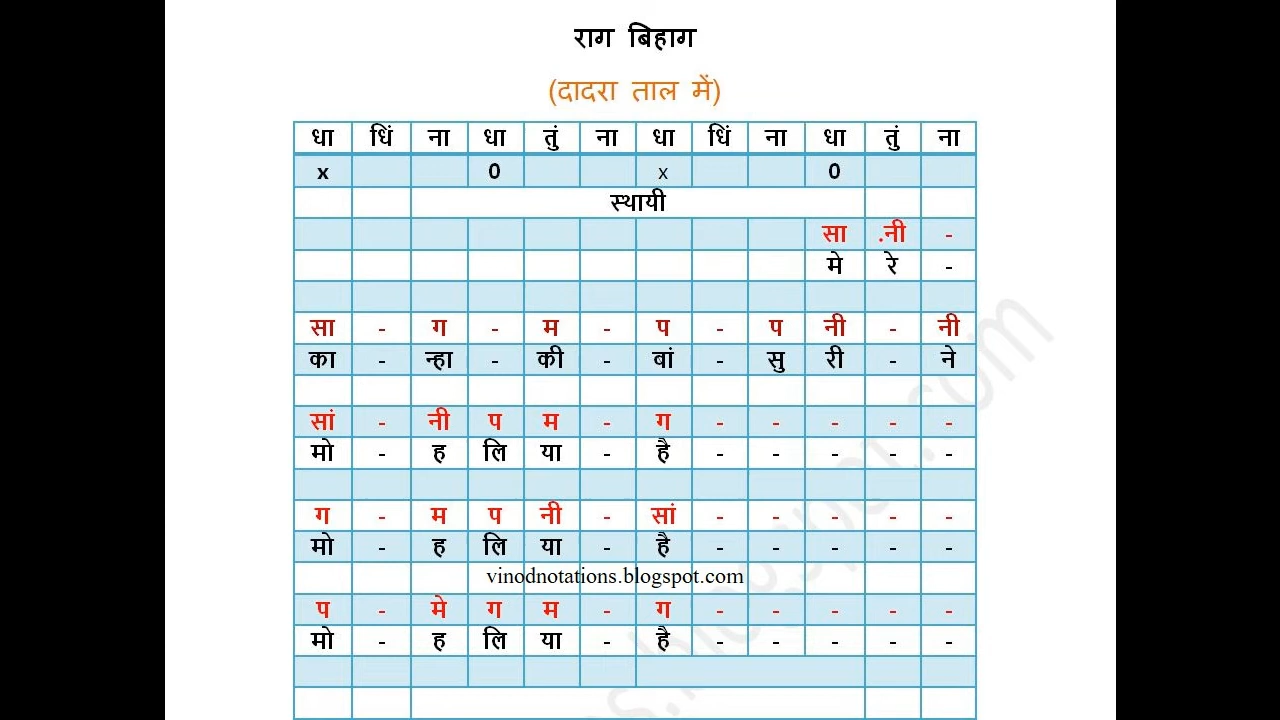 राग बिहाग
(दादरा ताल में)
धा धिं ना धा तुं ना धा धिं ना धा तुं ना
x 0 x 0
स्थायी
सा .नी -
मे रे -
सा - ग - म - प - प नी - नी
का - न्हा - की - बां - सु री - ने
सां - नी प म - ग - - - - -
मो - ह लि या - है - - - - -
ग - म प नी - सां - - - - -
मो - ह लि या - है - - - - -
vinodnotations.blogspot.com
प - मे ग म - ग - - - - -
मो - ह लि या - है - - - - -